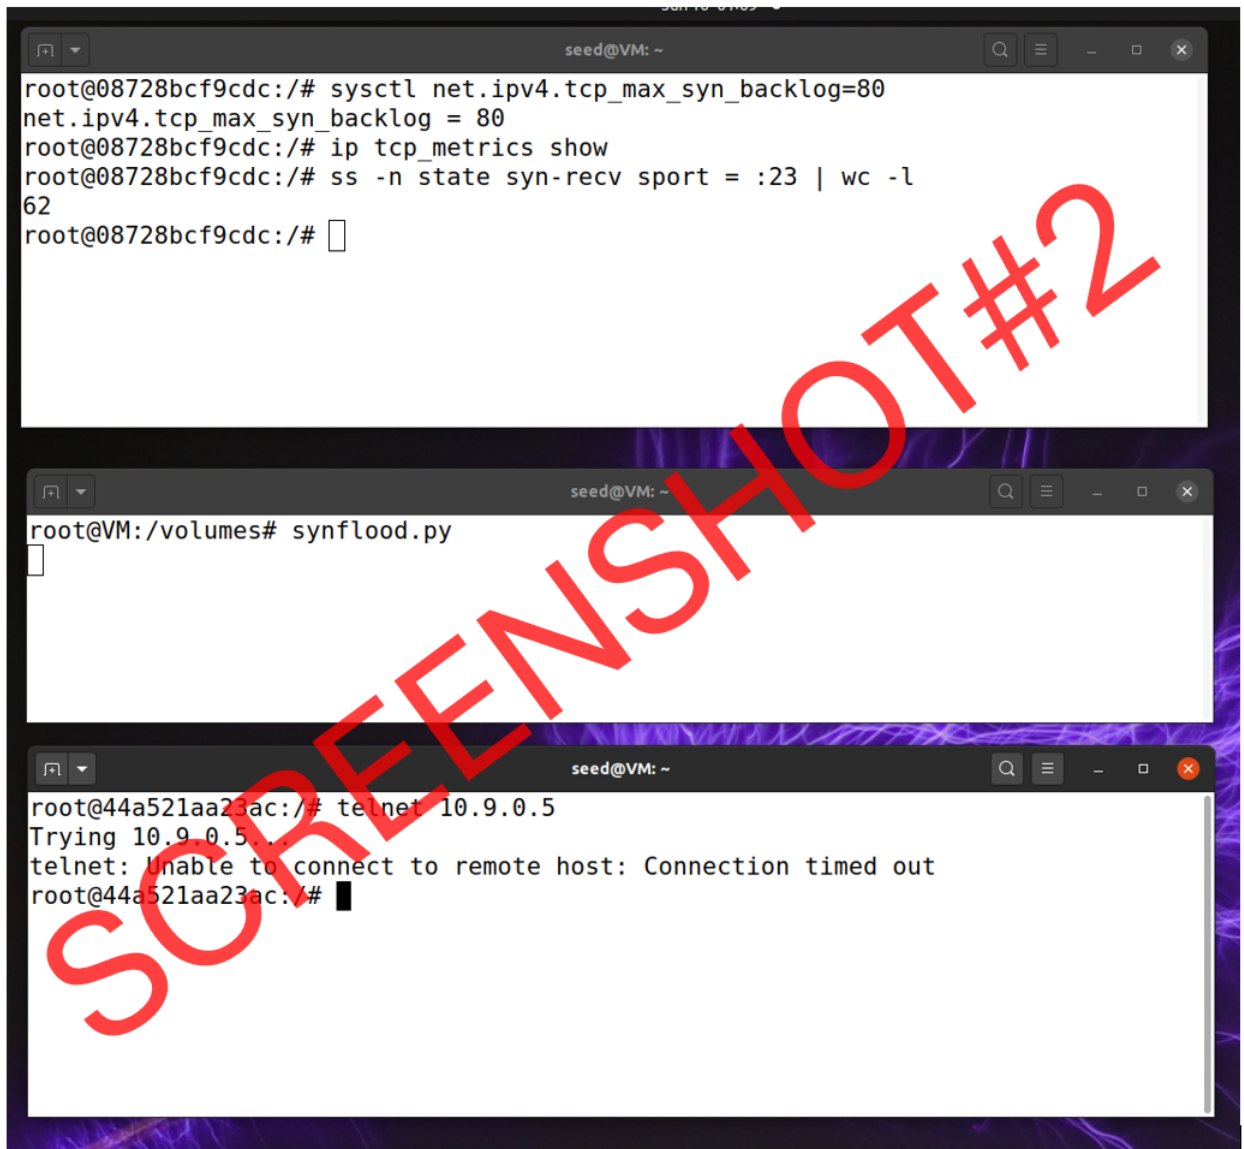 seed@VM: ~
root@08728bcf9cdc:/# sysctl net.ipv4.tcp_max_syn_backlog=80
net.ipv4.tcp_max_syn_backlog = 80
root@08728bcf9cdc:/# ip tcp_metrics show
root@08728bcf9cdc:/# ss -n state syn-recv sport = :23 | wc -l
62
root@08728bcf9cdc:/#
seed@VM: ~
root@VM:/volumes# synflood.py
seed@VM: ~
root@44a521aa23ac:/# telnet 10.9.0.5
Trying 10.9.0.5...
telnet: Unable to connect to remote host: Connection timed out
root@44a521aa23ac:/#
SCREENSHOT#2